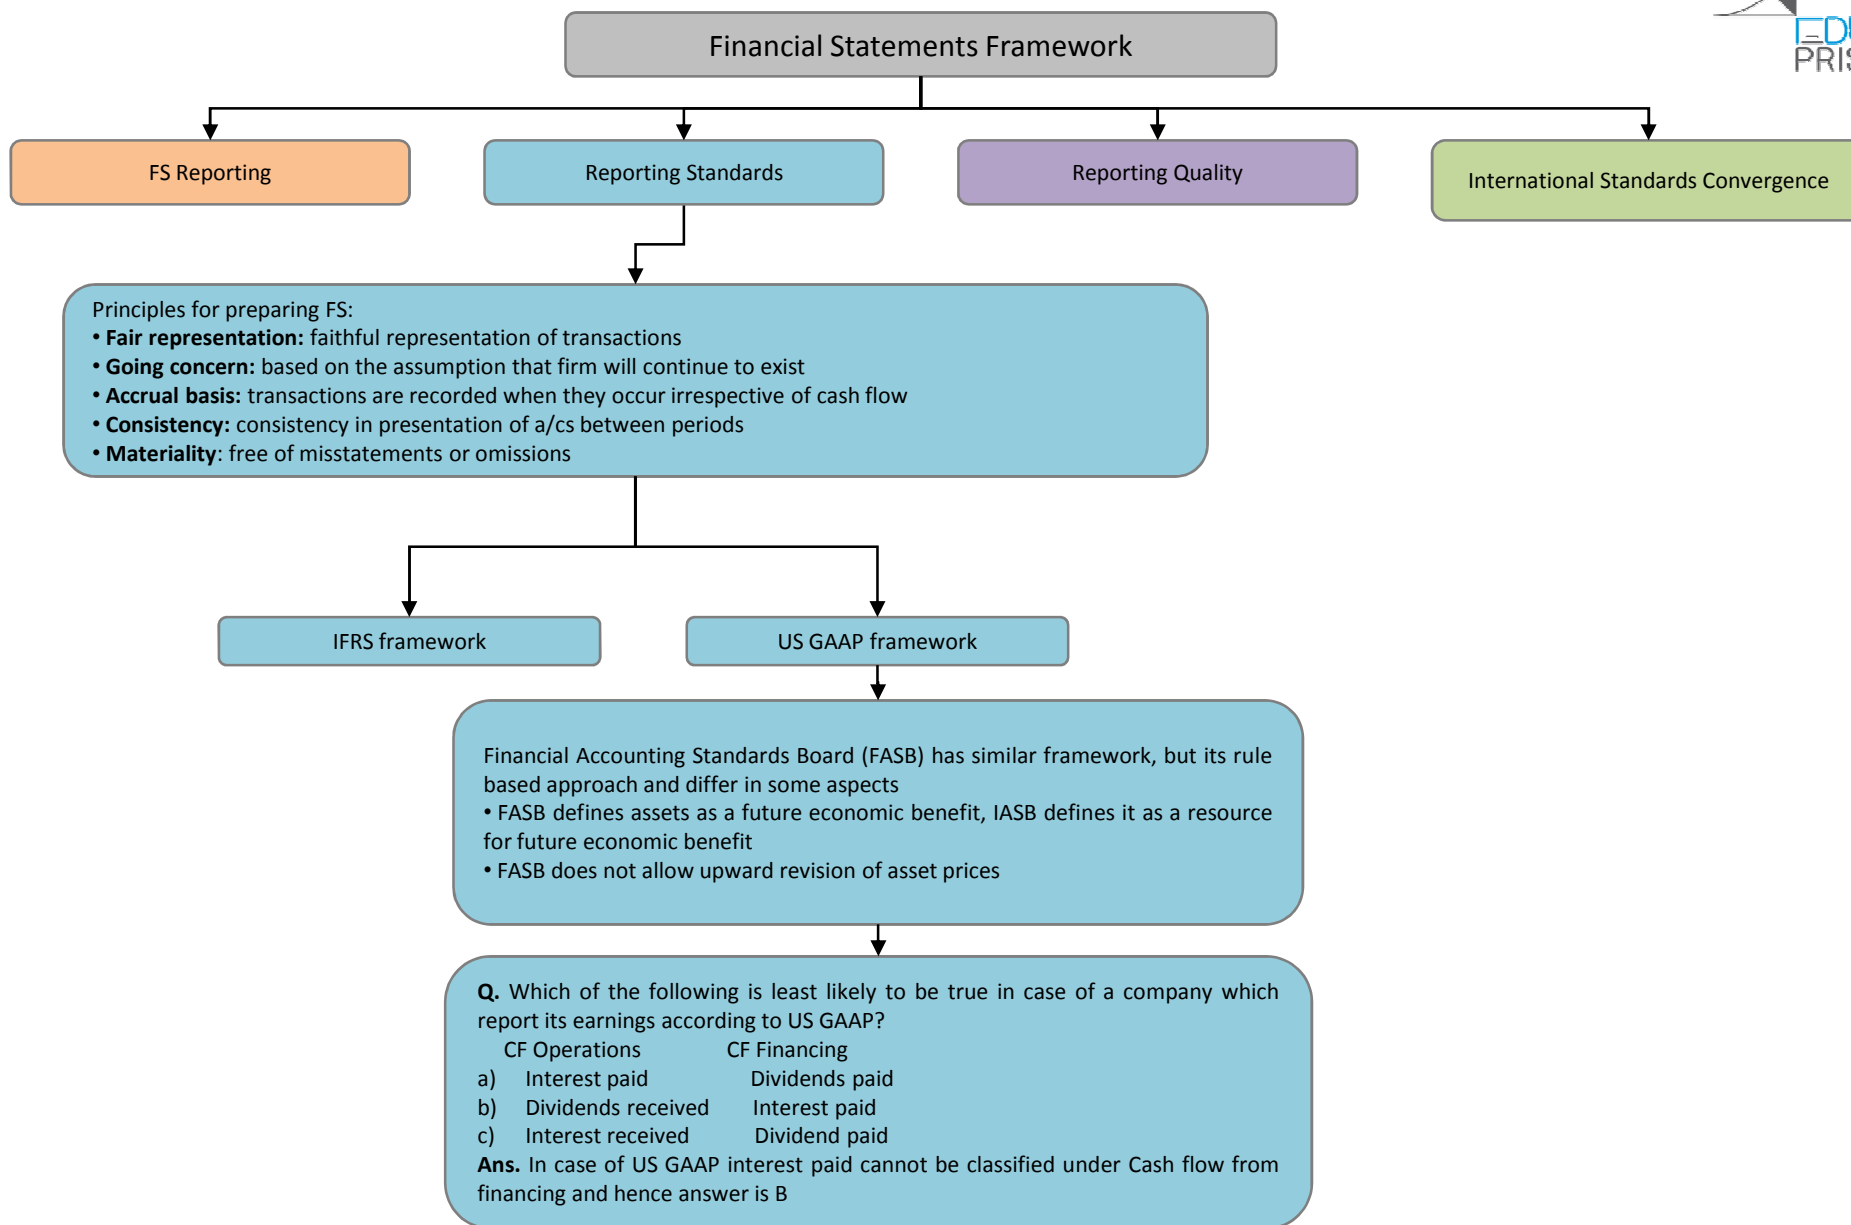 Financial Statements Framework
FS Reporting
Reporting Standards
Reporting Quality
International Standards Convergence
Principles for preparing FS:
• Fair representation: faithful representation of transactions
• Going concern: based on the assumption that firm will continue to exist
• Accrual basis: transactions are recorded when they occur irrespective of cash flow
• Consistency: consistency in presentation of a/cs between periods
• Materiality: free of misstatements or omissions
IFRS framework
US GAAP framework
Financial Accounting Standards Board (FASB) has similar framework, but its rule
based approach and differ in some aspects
• FASB defines assets as a future economic benefit, IASB defines it as a resource
for future economic benefit
• FASB does not allow upward revision of asset prices
Q. Which of the following is least likely to be true in case of a company which
report its earnings according to US GAAP?
CF Operations CF Financing
a) Interest paid Dividends paid
b) Dividends received Interest paid
c) Interest received Dividend paid
Ans. In case of US GAAP interest paid cannot be classified under Cash flow from
financing and hence answer is B